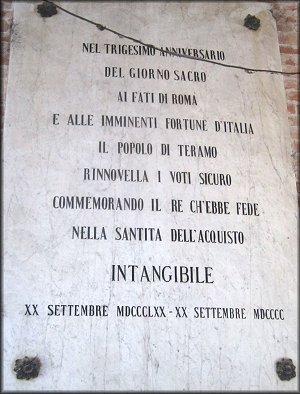 NEL TRIGESIMO ANNIVERSARIO
DEL GIORNO SACRO
AI FATI DI ROMA
E ALLE IMMINENTI FORTUNE D'ITALIA
IL POPOLO DI TERAMO
RINNOVELLA I VOTI SICURO
COMMEMORANDO IL RE CH'EBBE FEDE
NELLA SANTITA DELL'ACQUISTO
INTANGIBILE
XX SETTEMBRE MDCCCLXX - XX SETTEMBRE MDCCCC